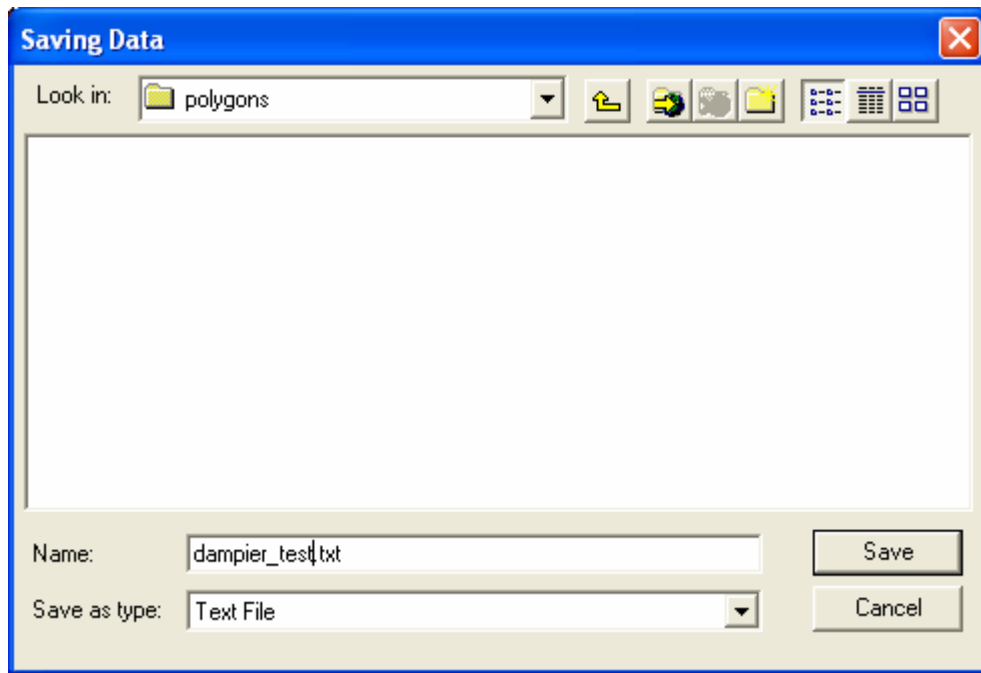 Saving Data
Look in: polygons
Name: dampier_test.txt
Save
Save as type: Text File
Cancel